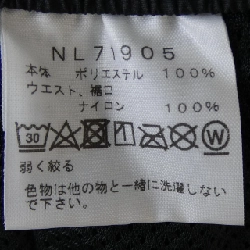 NL71905
本体　ポリエステル　100%
ウエスト、裾口
ナイロン　100%
30
W
弱く絞る
色物は他の物と一緒に洗濯しない
で下さい。